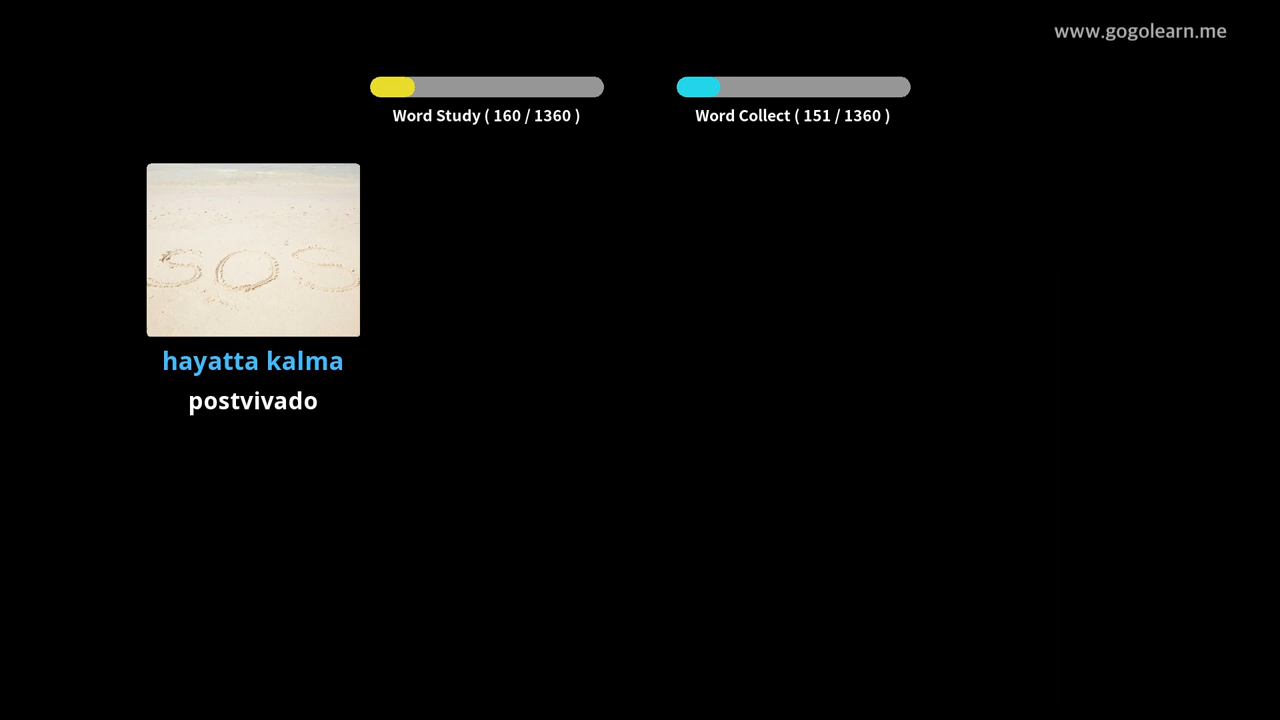 www.gogolearn.me
Word Study ( 160 / 1360 )
Word Collect ( 151 / 1360 )
SOS
hayatta kalma
postvivado